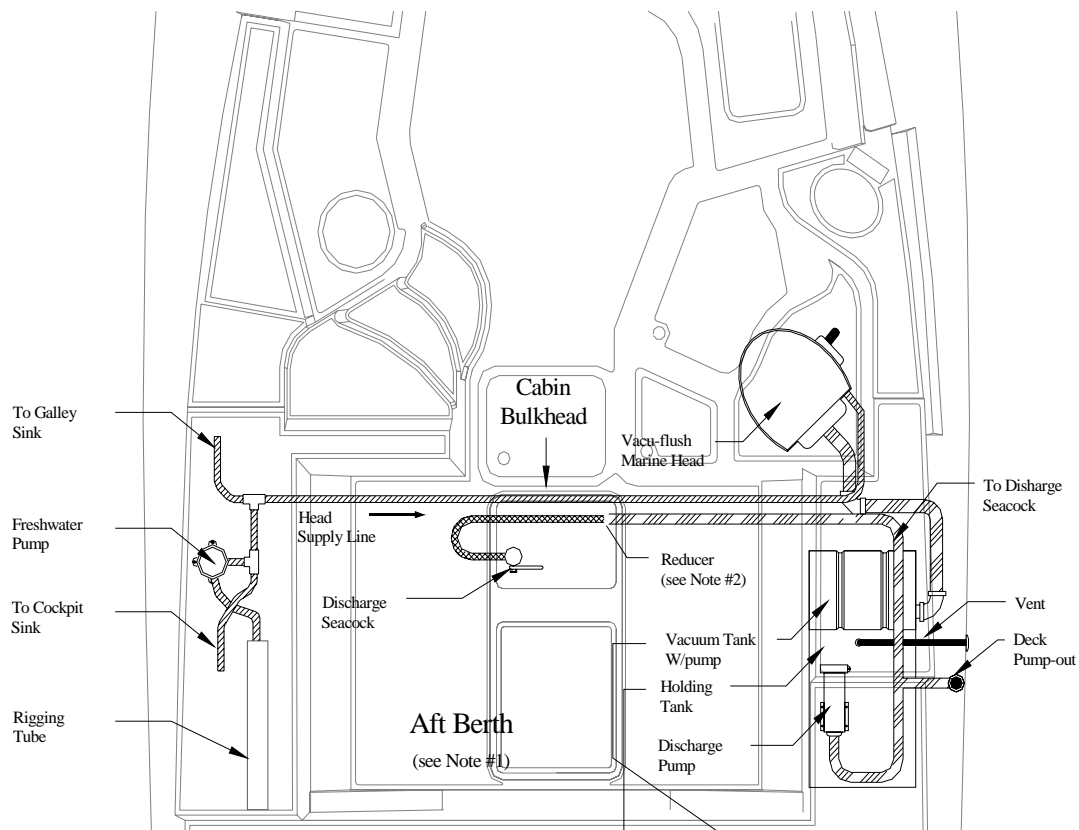 Cabin
Bulkhead
To Galley
Sink
Vacu-flush
Marine Head
To Disharge
Seacock
Head
Supply Line
Freshwater
Pump
Reducer
(see Note #2)
Discharge
Seacock
To Cockpit
Sink
Vent
Vacuum Tank
W/pump
Deck
Pump-out
Holding
Tank
Rigging
Tube
Aft Berth
(see Note #1)
Discharge
Pump